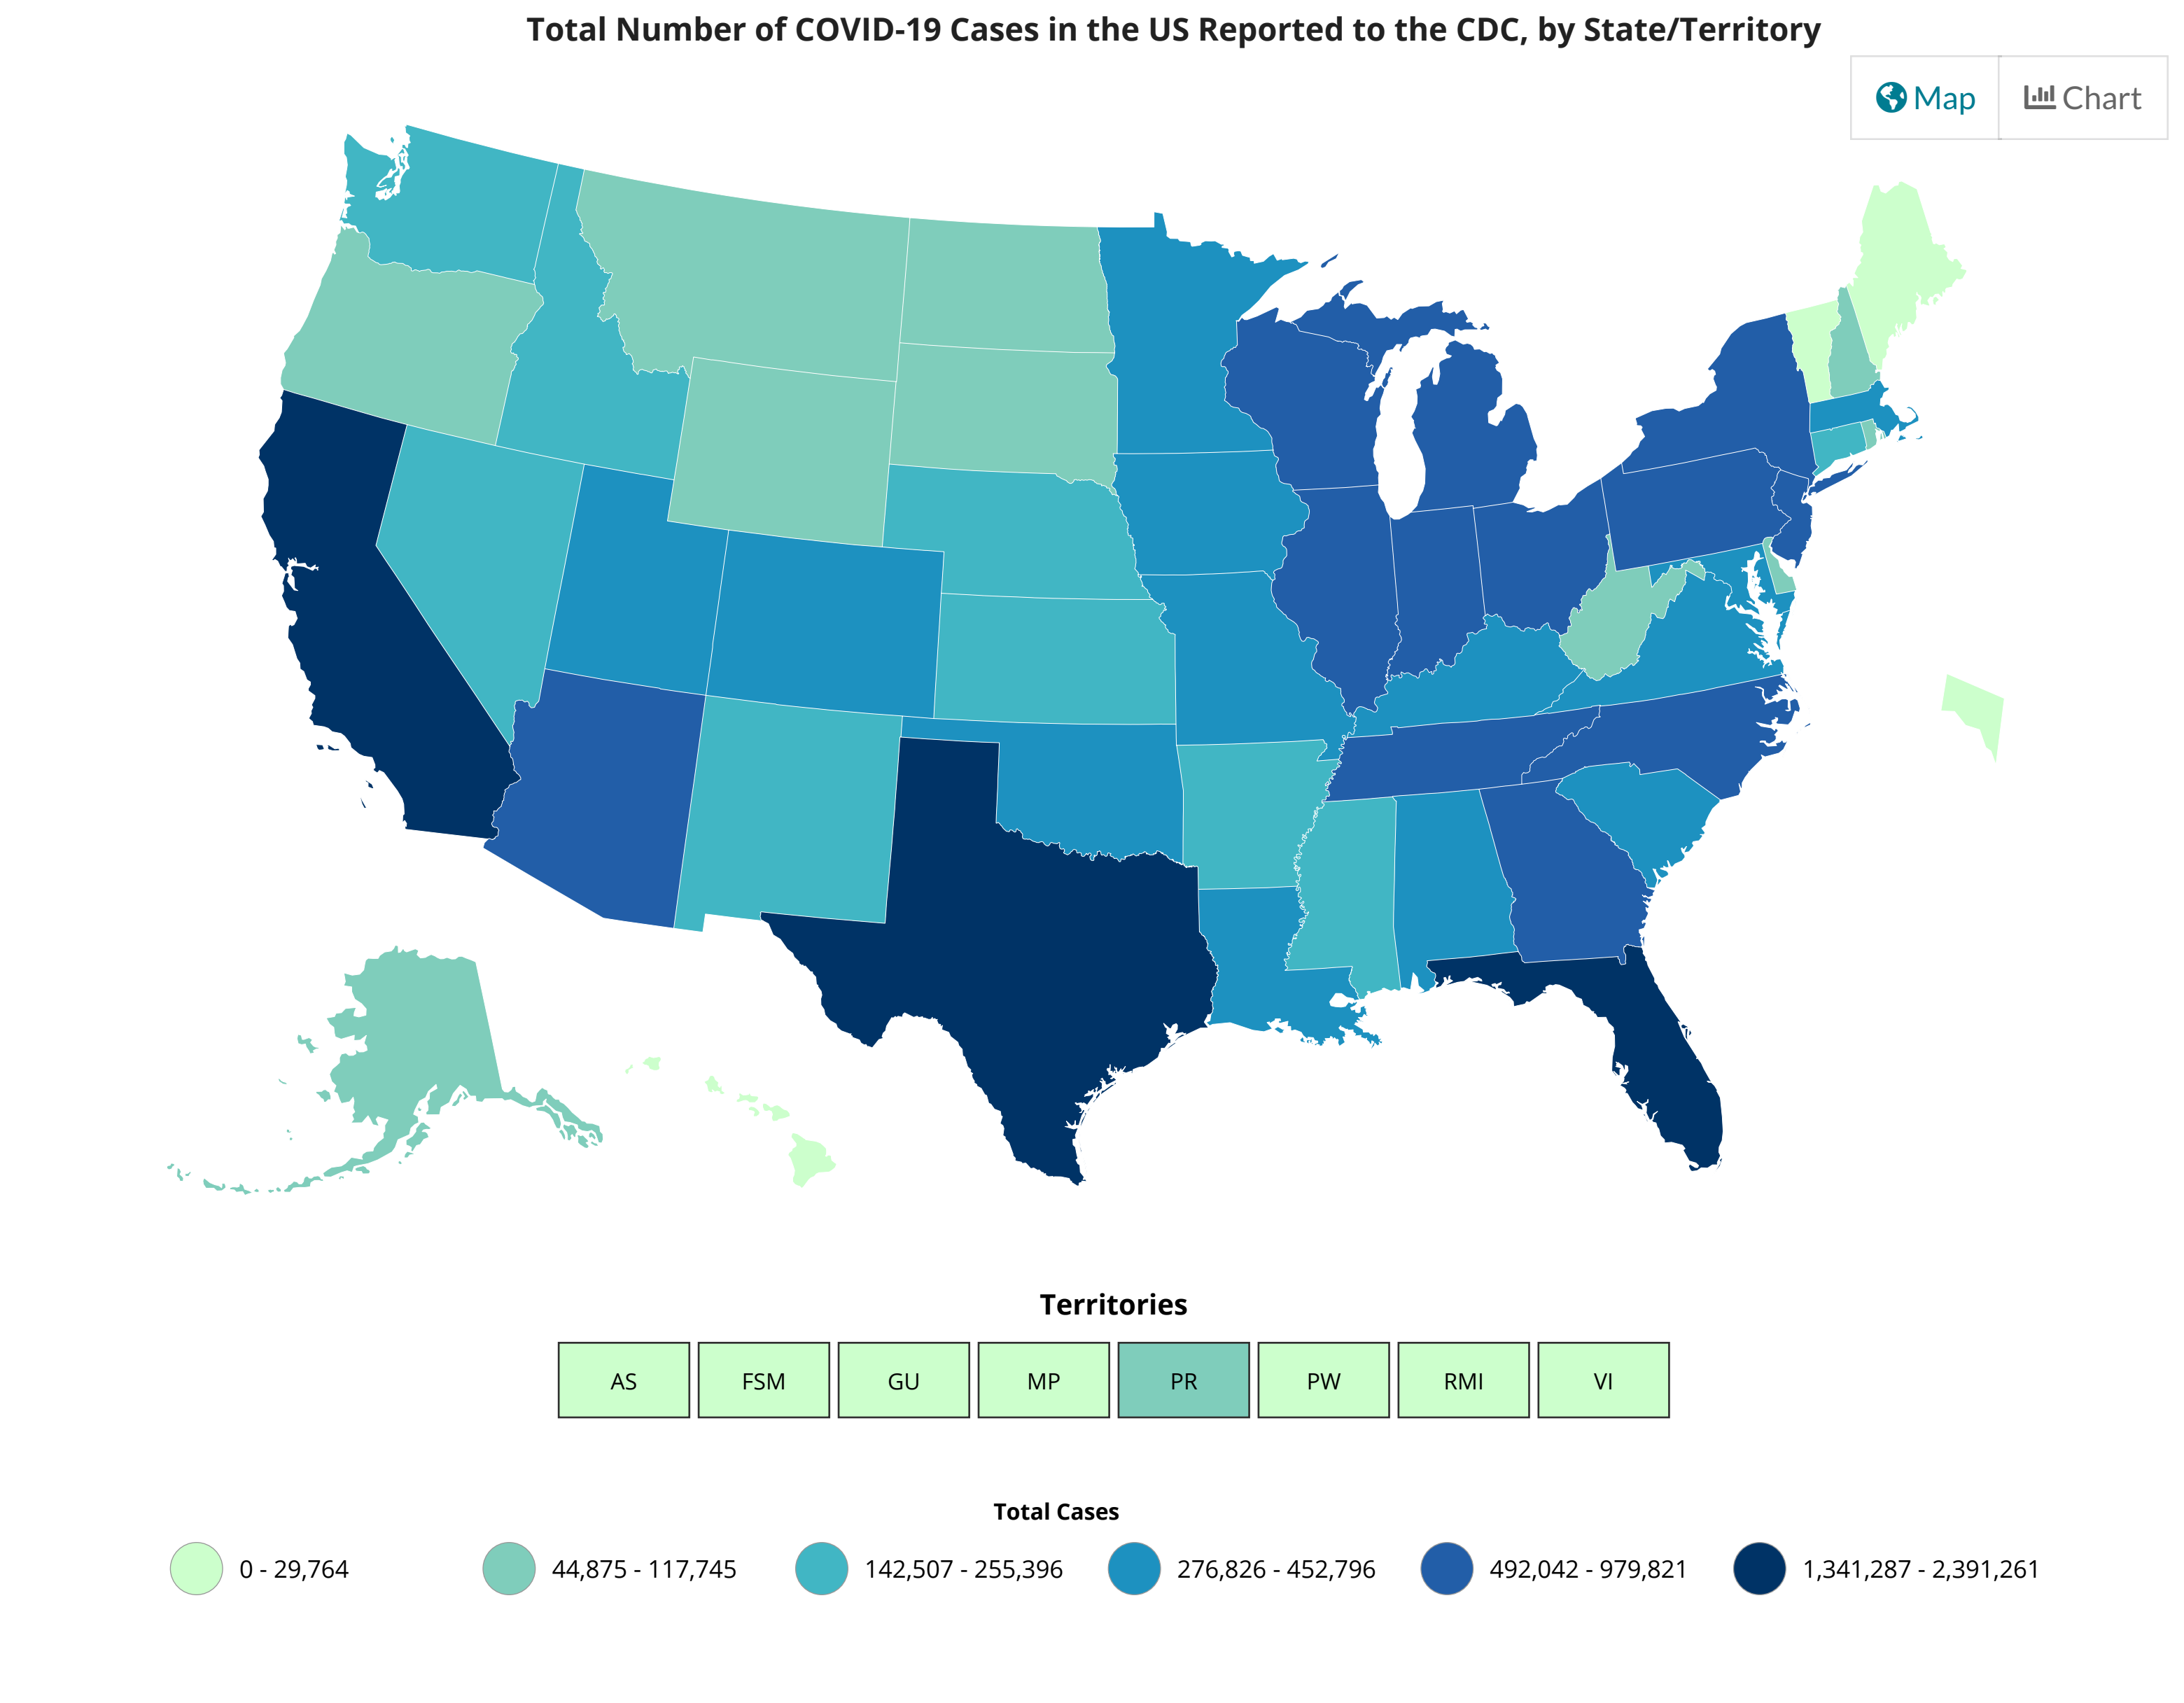 Total Number of COVID-19 Cases in the US Reported to the CDC, by State/Territory
Map Chart
Territories
AS FSM GU MP PR PW RMI VI
Total Cases
0 - 29,764 44,875 - 117,745 142,507 - 255,396 276,826 - 452,796 492,042 - 979,821 1,341,287 - 2,391,261